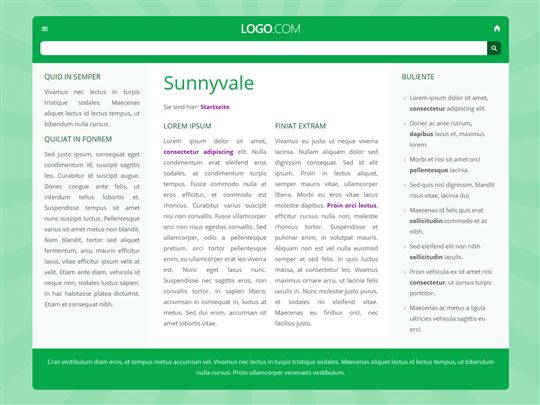 LOGO.COM
QUID IN SEMPER
Vivamus nec lectus in turpis
tristique sodales. Maecenas
aliquet lectus id lectus tempus, ut
bibendum nulla cursus.
QUILIAT IN FONREM
Sed justo ipsum, consequat eget
condimentum id, suscipit sagittis
leo. Curabitur id suscipit augue.
Donec congue ante felis, ut
interdum tellus lobortis et.
Suspendisse tempus sit amet
nunc suscipit luctus. Pellentesque
varius sit amet metus non blandit.
Nam blandit, tortor sed aliquet
fermentum, arcu mauris efficitur
lacus, vitae efficitur ipsum velit at
velit. Etiam ante diam, vehicula id
neque non, sodales luctus sapien.
In hac habitasse platea dictumst.
Etiam et consequat nibh.
Sunnyvale
Sie sind hier: Startseite
LOREM IPSUM
Lorem ipsum dolor sit amet,
consectetur adipiscing elit. Nulla
condimentum erat eleifend eros
sodales, at condimentum turpis
tempus. Fusce commodo nulla at
eros efficitur, et commodo est
rhoncus. Curabitur varius suscipit
nisi non convallis. Fusce ullamcorper
orci non risus egestas convallis. Sed
ullamcorper, odio a pellentesque
pretium, orci tortor pellentesque
enim, eu ullamcorper erat leo viverra
est. Nunc eget lacus nunc.
Suspendisse nec sagittis eros, non
convallis tortor. In sapien libero,
accumsan in consequat in, luctus at
metus. Sed dui enim, accumsan sit
amet lobortis vitae.
FINIAT EXTRAM
Vivamus eu justo ut neque viverra
lacinia. Nullam aliquam dolor sed
dignissim consequat. Sed id elit
ipsum. Proin in lectus aliquet,
semper mauris vitae, ullamcorper
libero. Morbi eu eros vitae lacus
molestie dapibus. Proin orci lectus,
efficitur cursus nulla non, molestie
rhoncus tortor. Suspendisse et
pulvinar enim, in volutpat mauris.
Aliquam non est vel nulla euismod
semper at sed felis. In quis luctus
massa, at consectetur leo. Vivamus
maximus ornare arcu, ut lacinia felis
iaculis in. Nunc molestie justo purus,
et sodales mi eleifend vitae.
Maecenas eu finibus orci, nec
facilisis justo.
BULIENTE
Lorem ipsum dolor sit amet,
consectetur adipiscing elit.
Donec ac ante rutrum,
dapibus lacus et, maximus
lorem.
Morbi et nisi sit amet orci
pellentesque lacinia.
Sed quis nisl dignissim, blandit
risus vitae, lacinia dui.
Maecenas id felis quis erat
sollicitudin commodo et ac
nibh.
Sed eleifend elit non nibh
sollicitudin iaculis.
Proin vehicula ex sit amet nisi
consectetur, ut cursus turpis
porttitor.
Maecenas ac metus a ligula
ultricies vehicula sagittis eu
orci.
Cras vestibulum diam eros, et tempus metus accumsan vel. Vivamus nec lectus in turpis tristique sodales. Maecenas aliquet lectus id lectus tempus, ut bibendum
nulla cursus. Proin ullamcorper venenatis vestibulum.